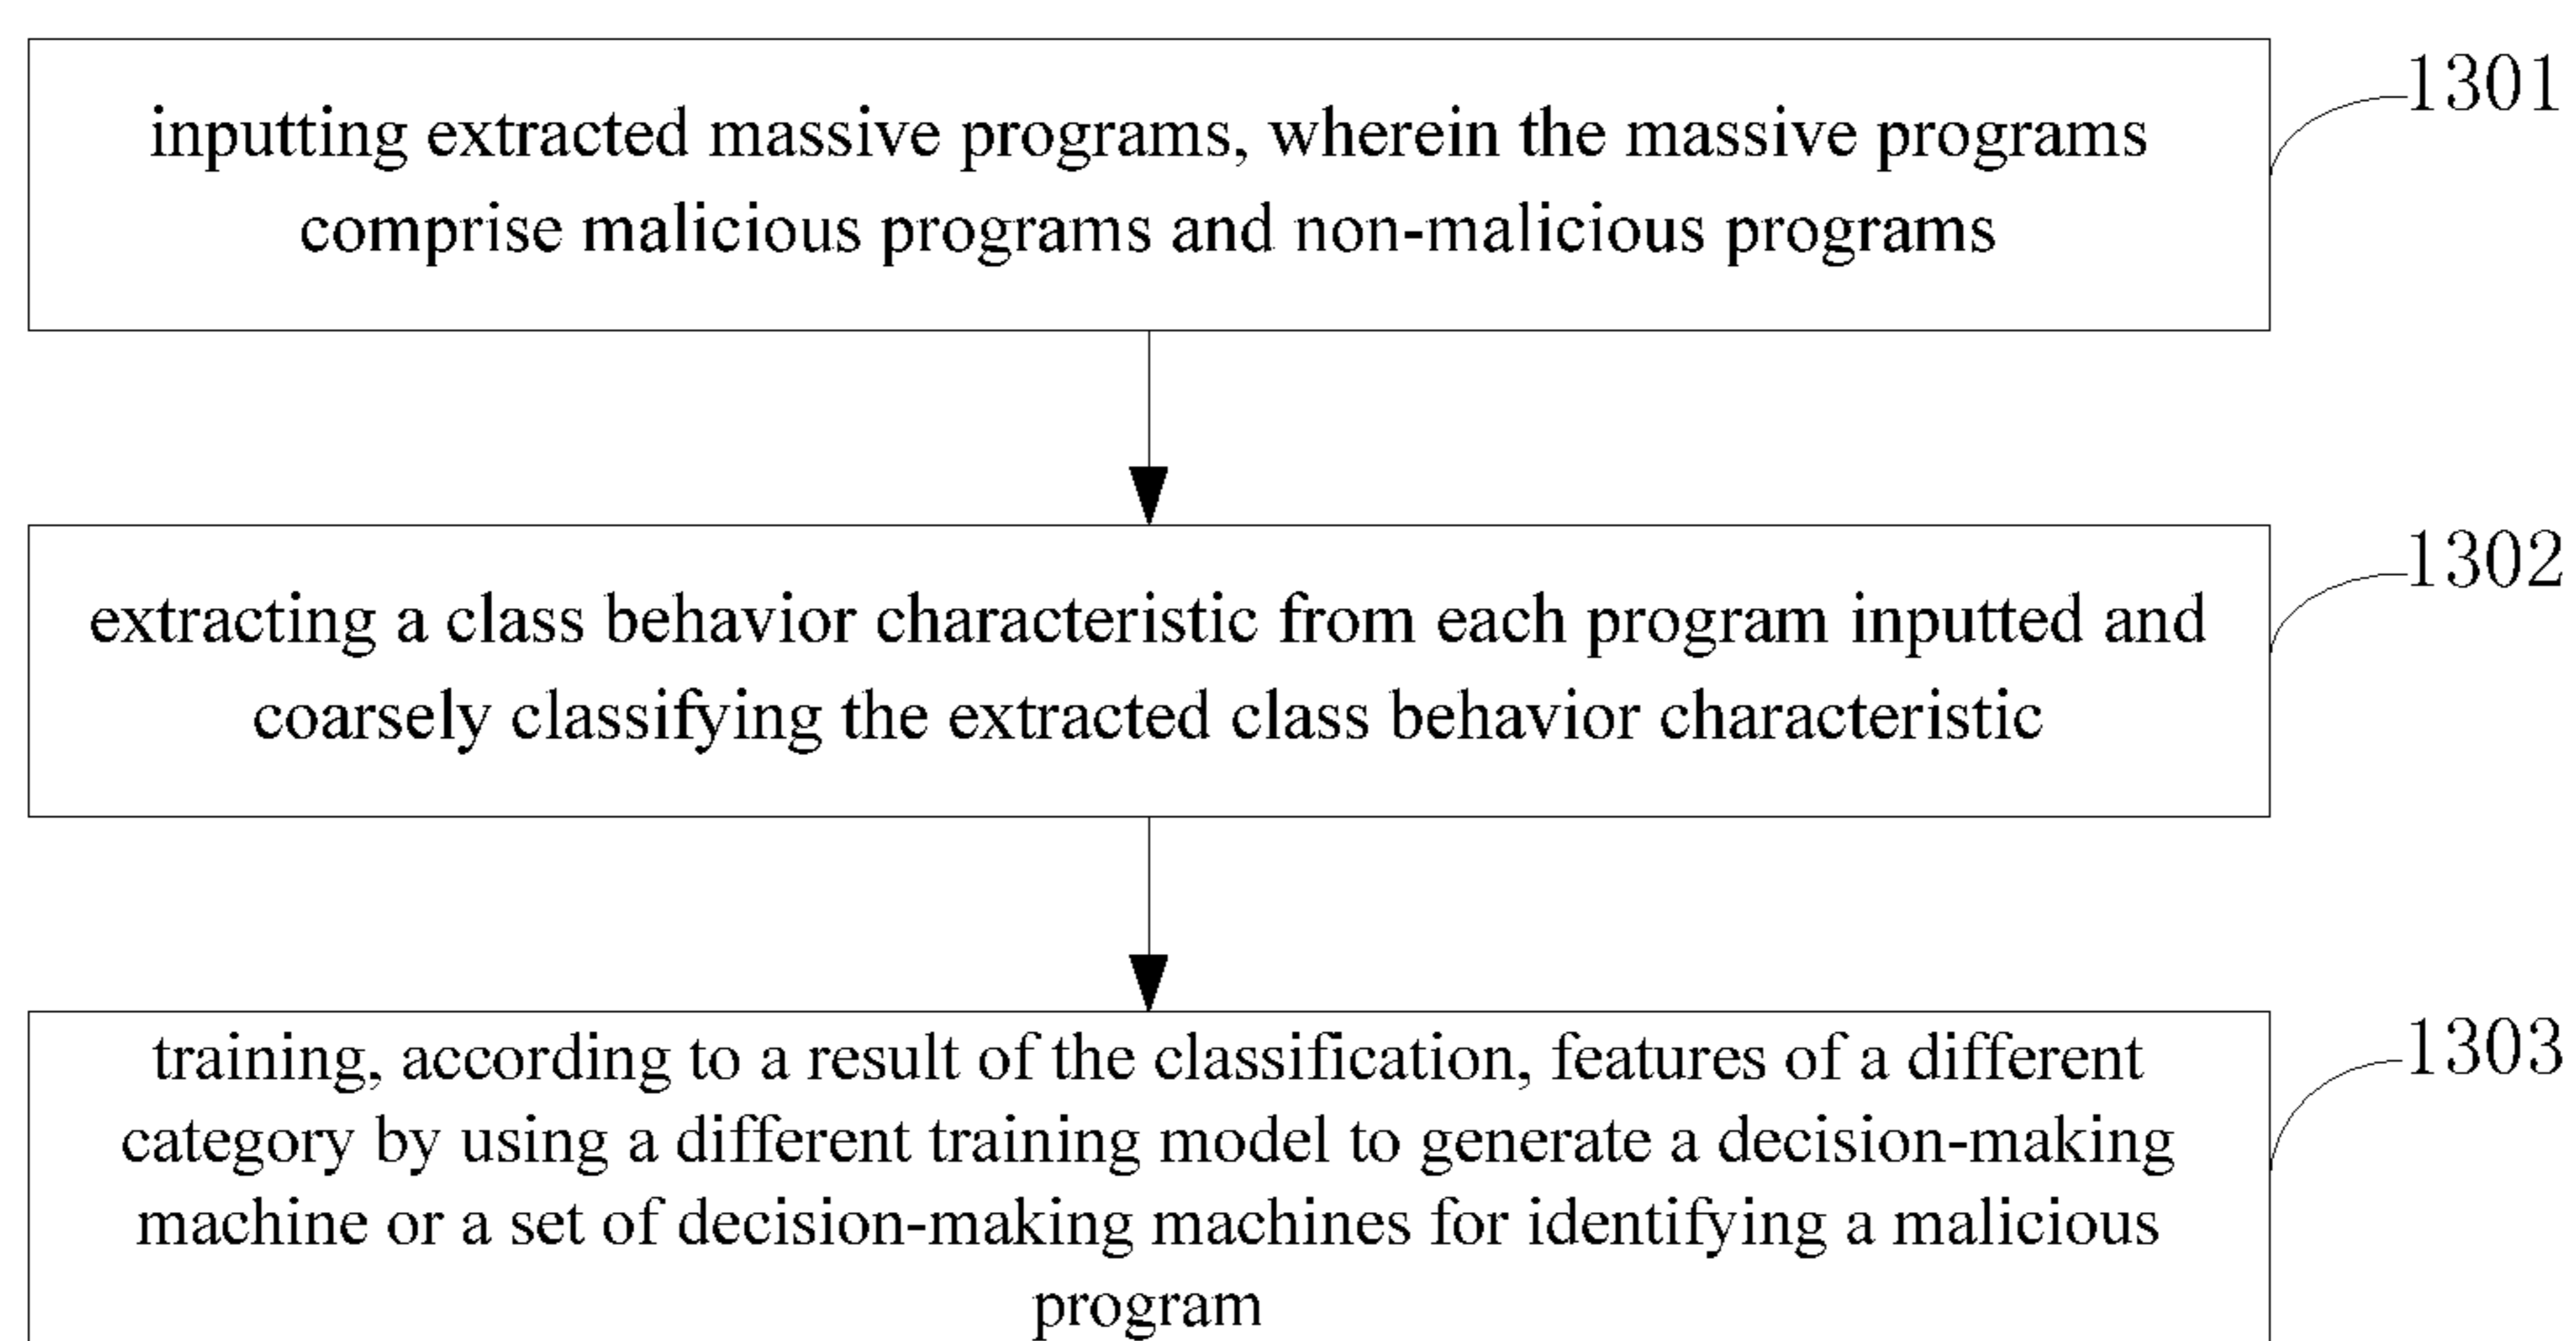 inputting extracted massive programs, wherein the massive programs
comprise malicious programs and non-malicious programs
1301
extracting a class behavior characteristic from each program inputted and
coarsely classifying the extracted class behavior characteristic
1302
training, according to a result of the classification, features of a different
category by using a different training model to generate a decision-making
machine or a set of decision-making machines for identifying a malicious
program
1303